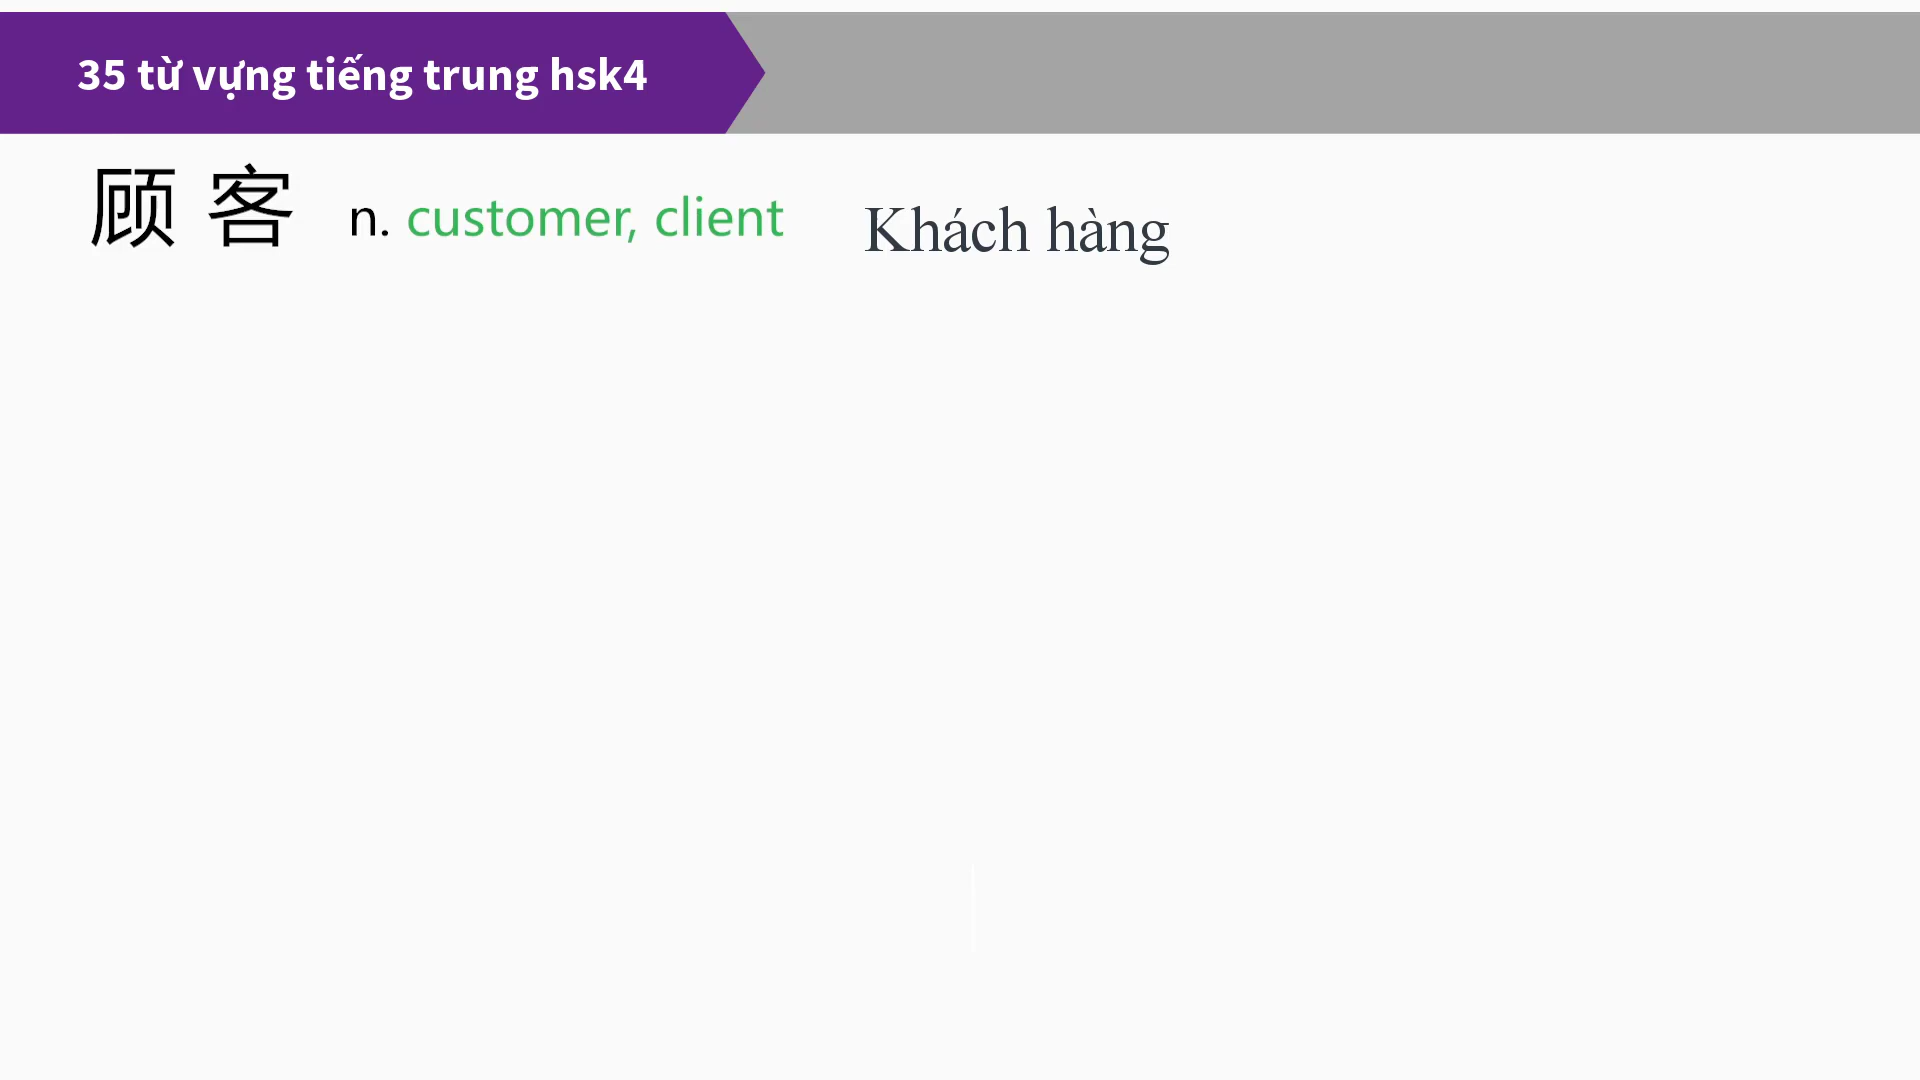 35 từ vựng tiếng trung hsk4
顾 客 n. customer, client Khách hàng